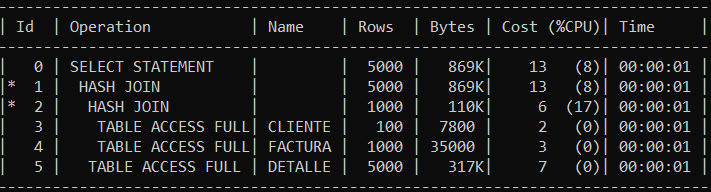 | Id  | Operation            | Name    | Rows  | Bytes | Cost (%CPU)| Time     |
|   0 | SELECT STATEMENT     |         |  5000 |   869K|    13   (8)| 00:00:01 |
|*  1 |  HASH JOIN           |         |  5000 |   869K|    13   (8)| 00:00:01 |
|*  2 |   HASH JOIN          |         |  1000 |   110K|     6  (17)| 00:00:01 |
|   3 |    TABLE ACCESS FULL| CLIENTE |   100 |  7800 |     2   (0)| 00:00:01 |
|   4 |    TABLE ACCESS FULL| FACTURA |  1000 | 35000 |     3   (0)| 00:00:01 |
|   5 |   TABLE ACCESS FULL | DETALLE |  5000 |   317K|     7   (0)| 00:00:01 |